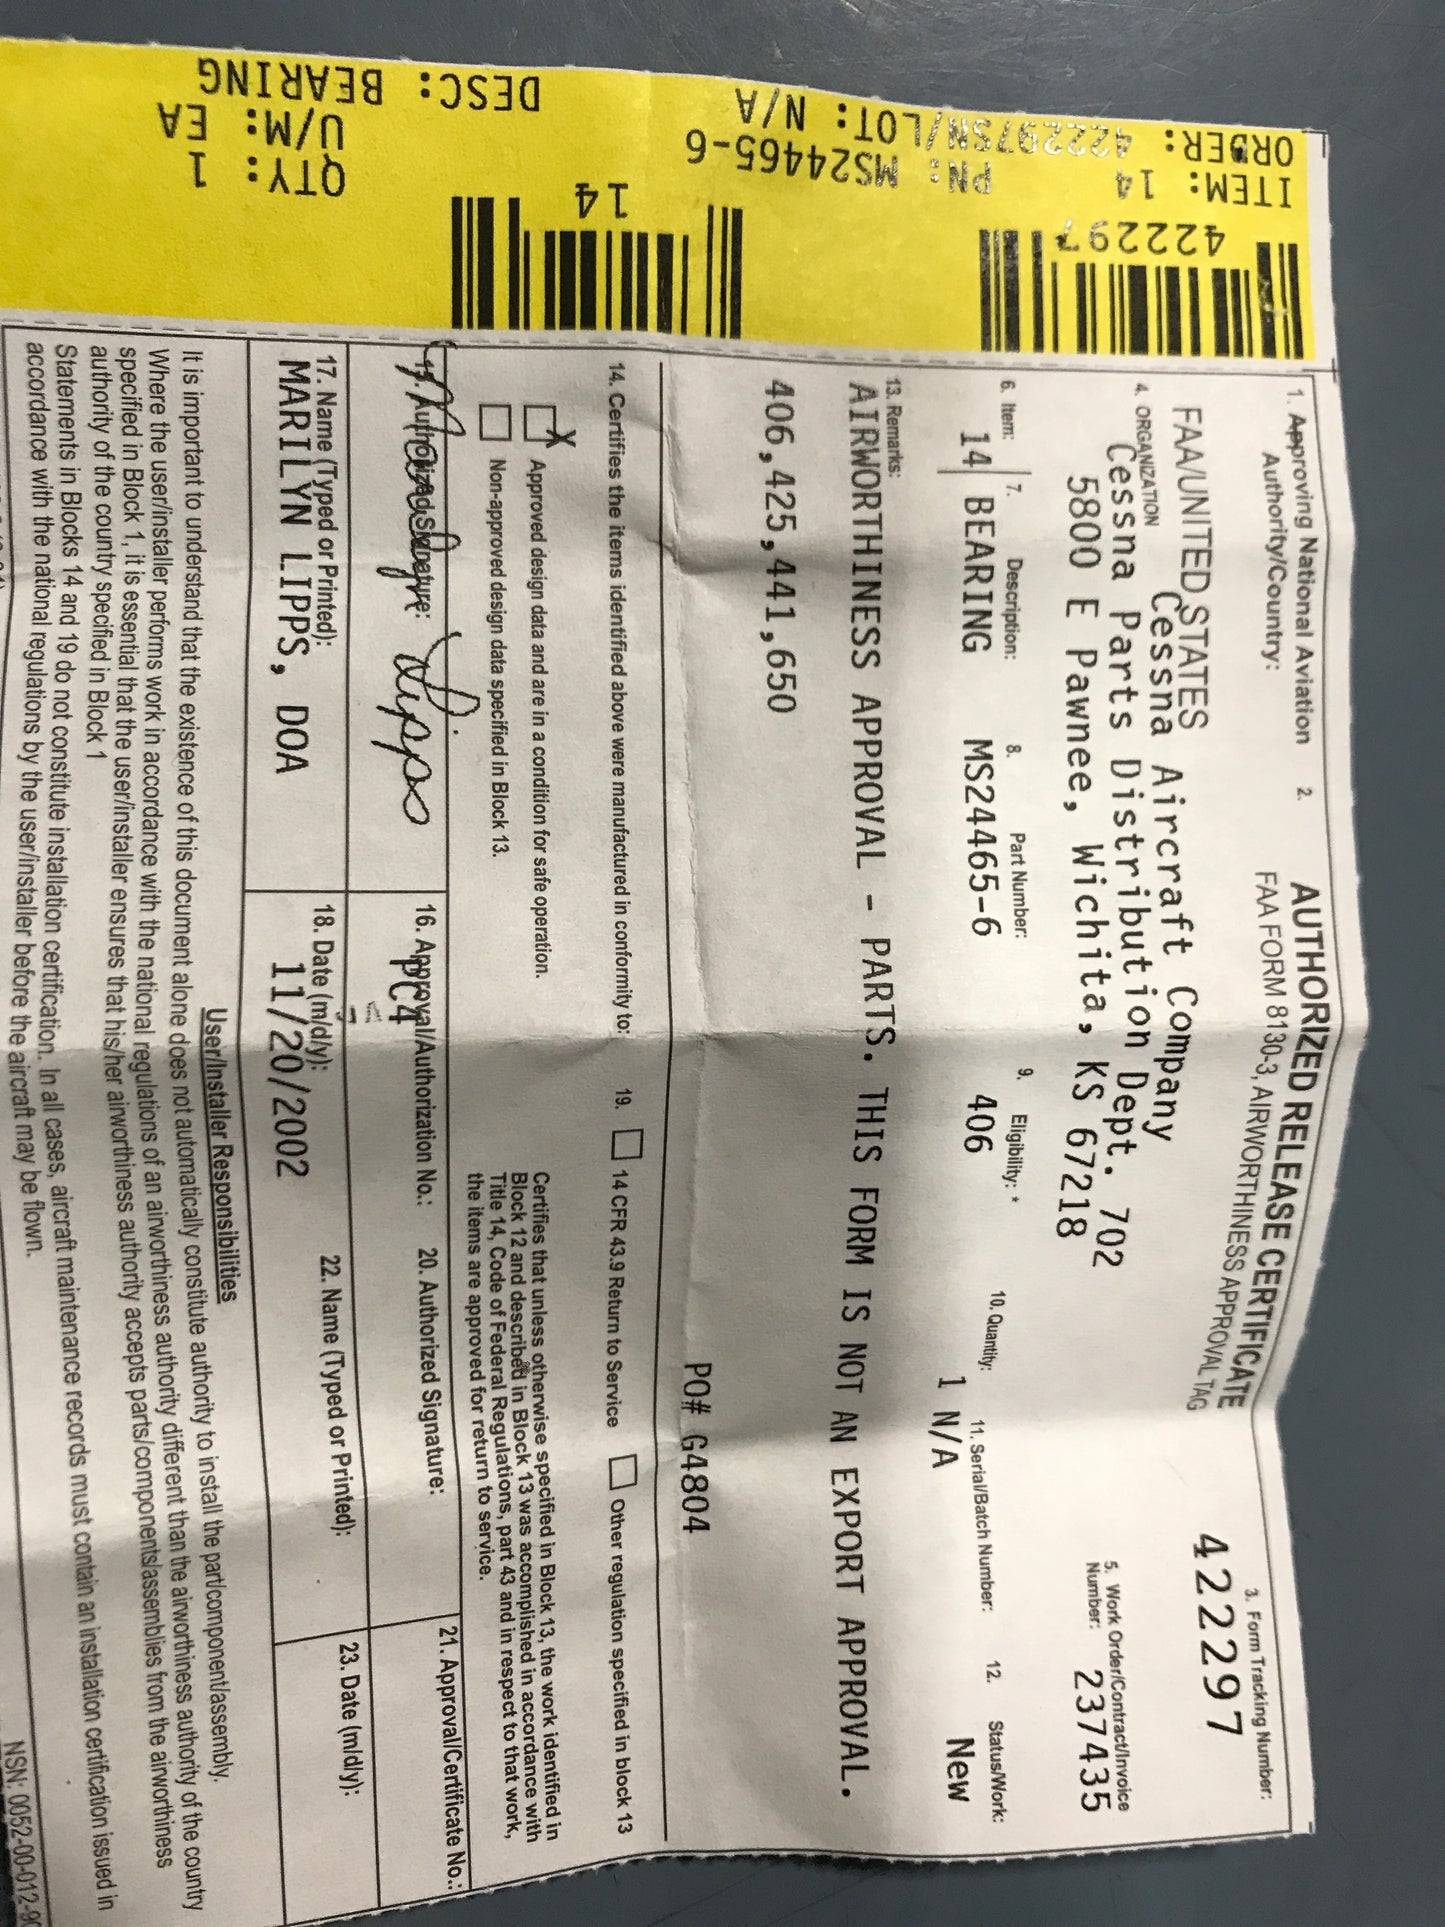 ORDER: 42297SN/LOT: N/A
ITEM: 14 PN: MS24465-6
DESC: BEARING
U/M: EA
QTY: 1
42297
14
AUTHORIZED RELEASE CERTIFICATE
FAA FORM 8130-3, AIRWORTHINESS APPROVAL TAG
1. Approving National Aviation
Authority/Country:
FAA/UNITED STATES
2.
3. Form Tracking Number:
422297
4. ORGANIZATION
Cessna Aircraft Company
Cessna Parts Distribution Dept. 702
5800 E Pawnee, Wichita, KS 67218
5. Work Order/Contract/Invoice
Number: 237435
6. Item: 7. Description: 8. Part Number: 9. Eligibility: * 10. Quantity: 11. Serial/Batch Number: 12. Status/Work:
14 BEARING MS24465-6 406 1 N/A New
13. Remarks:
AIRWORTHINESS APPROVAL - PARTS. THIS FORM IS NOT AN EXPORT APPROVAL.
406,425,441,650
PO# G4804
14. Certifies the items identified above were manufactured in conformity to:
X Approved design data and are in a condition for safe operation.
Non-approved design data specified in Block 13.
19. 14 CFR 43.9 Return to Service Other regulation specified in block 13
Certifies that unless otherwise specified in Block 13, the work identified in
Block 12 and described in Block 13 was accomplished in accordance with
Title 14, Code of Federal Regulations, part 43 and in respect to that work,
the items are approved for return to service.
15. Authorized Signature:
Marilyn Lipps
16. Approval/Authorization No.:
PC4
20. Authorized Signature:
21. Approval/Certificate No.:
17. Name (Typed or Printed):
MARILYN LIPPS, DOA
18. Date (m/d/y):
11/20/2002
22. Name (Typed or Printed):
23. Date (m/d/y):
User/Installer Responsibilities
It is important to understand that the existence of this document alone does not automatically constitute authority to install the part/component/assembly.
Where the user/installer performs work in accordance with the national regulations of an airworthiness authority different than the airworthiness authority of the country
specified in Block 1, it is essential that the user/installer ensures that his/her airworthiness authority accepts parts/components/assemblies from the airworthiness
authority of the country specified in Block 1
Statements in Blocks 14 and 19 do not constitute installation certification. In all cases, aircraft maintenance records must contain an installation certification issued in
accordance with the national regulations by the user/installer before the aircraft may be flown.
NSN: 0052-00-012-90